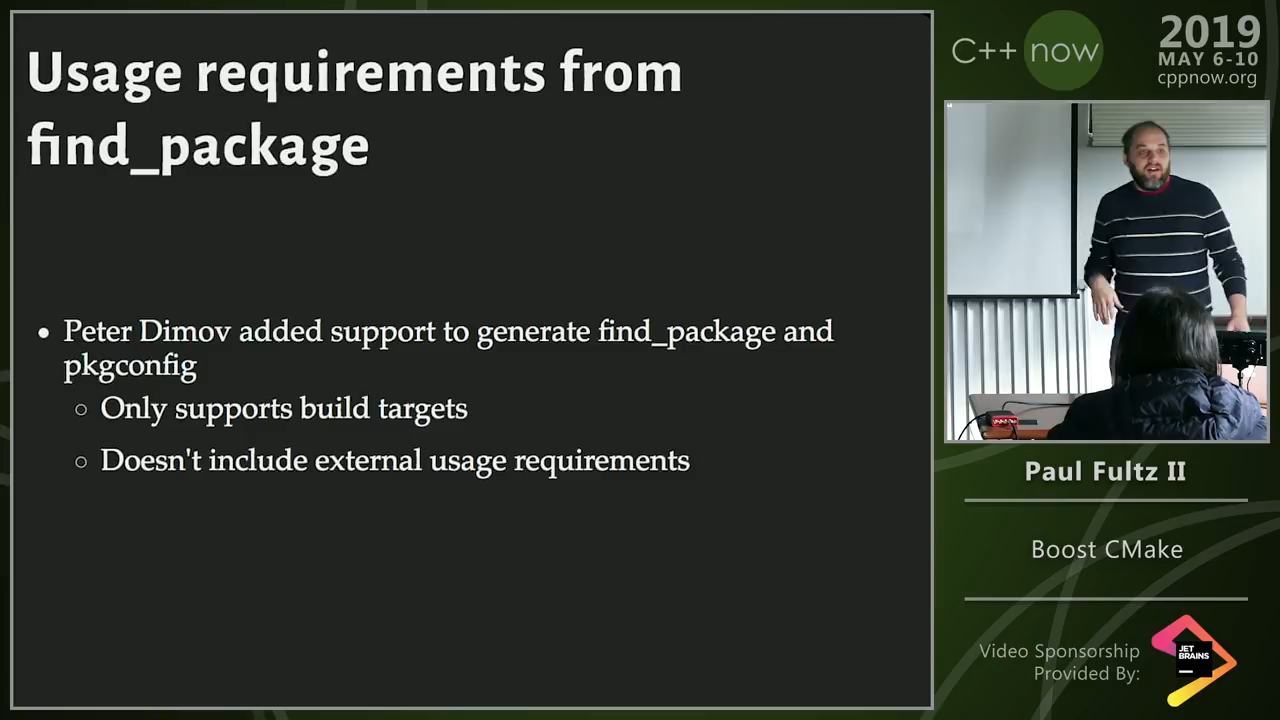 Usage requirements from
find_package
• Peter Dimov added support to generate find_package and
pkgconfig
○ Only supports build targets
○ Doesn't include external usage requirements
C++ now
2019
MAY 6-10
cppnow.org
Paul Fultz II
Boost CMake
Video Sponsorship
Provided By:
JET
BRAINS